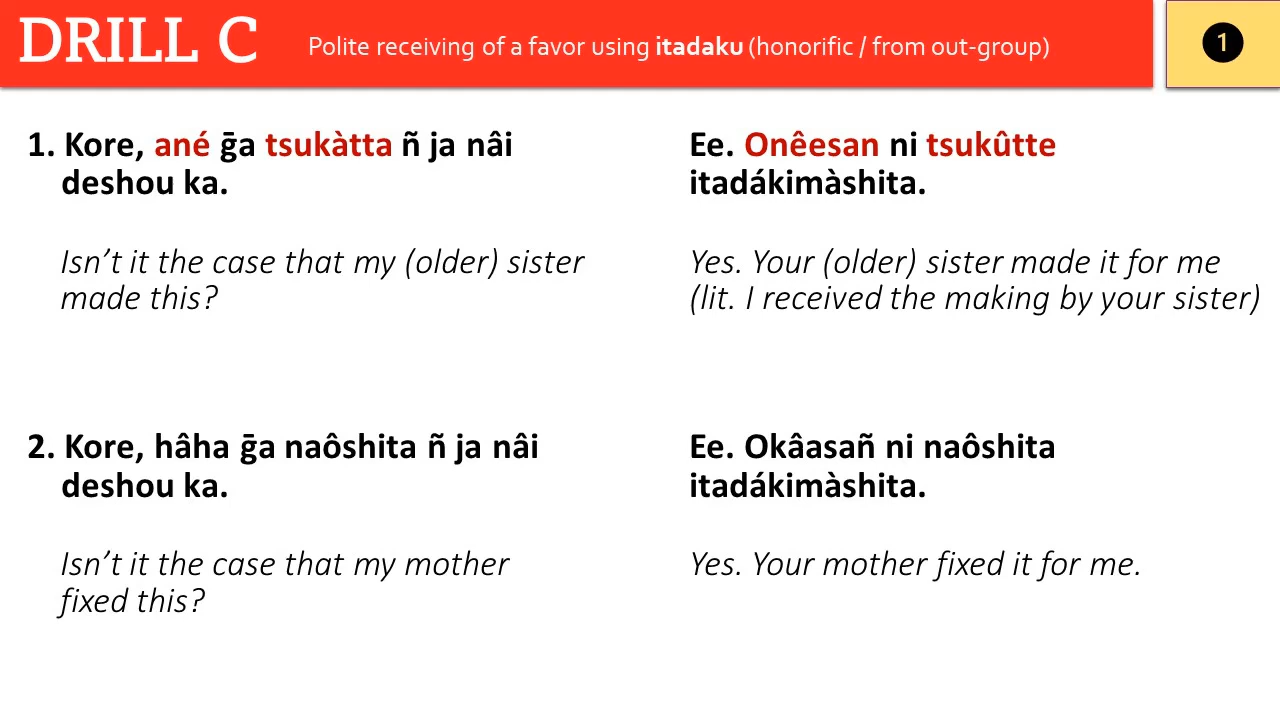 DRILL C
Polite receiving of a favor using itadaku (honorific / from out-group)
1
1. Kore, ané g̅a tsukàtta ñ ja nâi
deshou ka.
Isn’t it the case that my (older) sister
made this?
Ee. Onêesan ni tsukûtte
itadákimàshita.
Yes. Your (older) sister made it for me
(lit. I received the making by your sister)
2. Kore, hâha g̅a naôshita ñ ja nâi
deshou ka.
Isn’t it the case that my mother
fixed this?
Ee. Okâasañ ni naôshita
itadákimàshita.
Yes. Your mother fixed it for me.